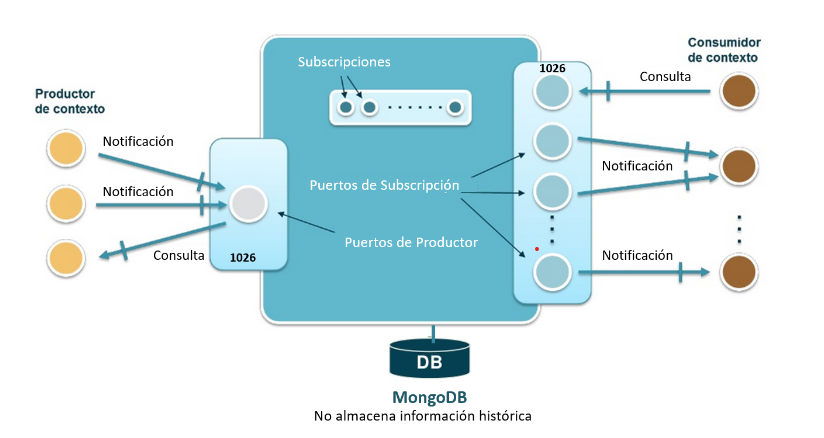 Subscripciones
1026
Consumidor
de contexto
Consulta
Productor
de contexto
Notificación
Notificación
Notificación
Puertos de Subscripción
Puertos de Productor
Consulta
1026
Notificación
DB
MongoDB
No almacena información histórica